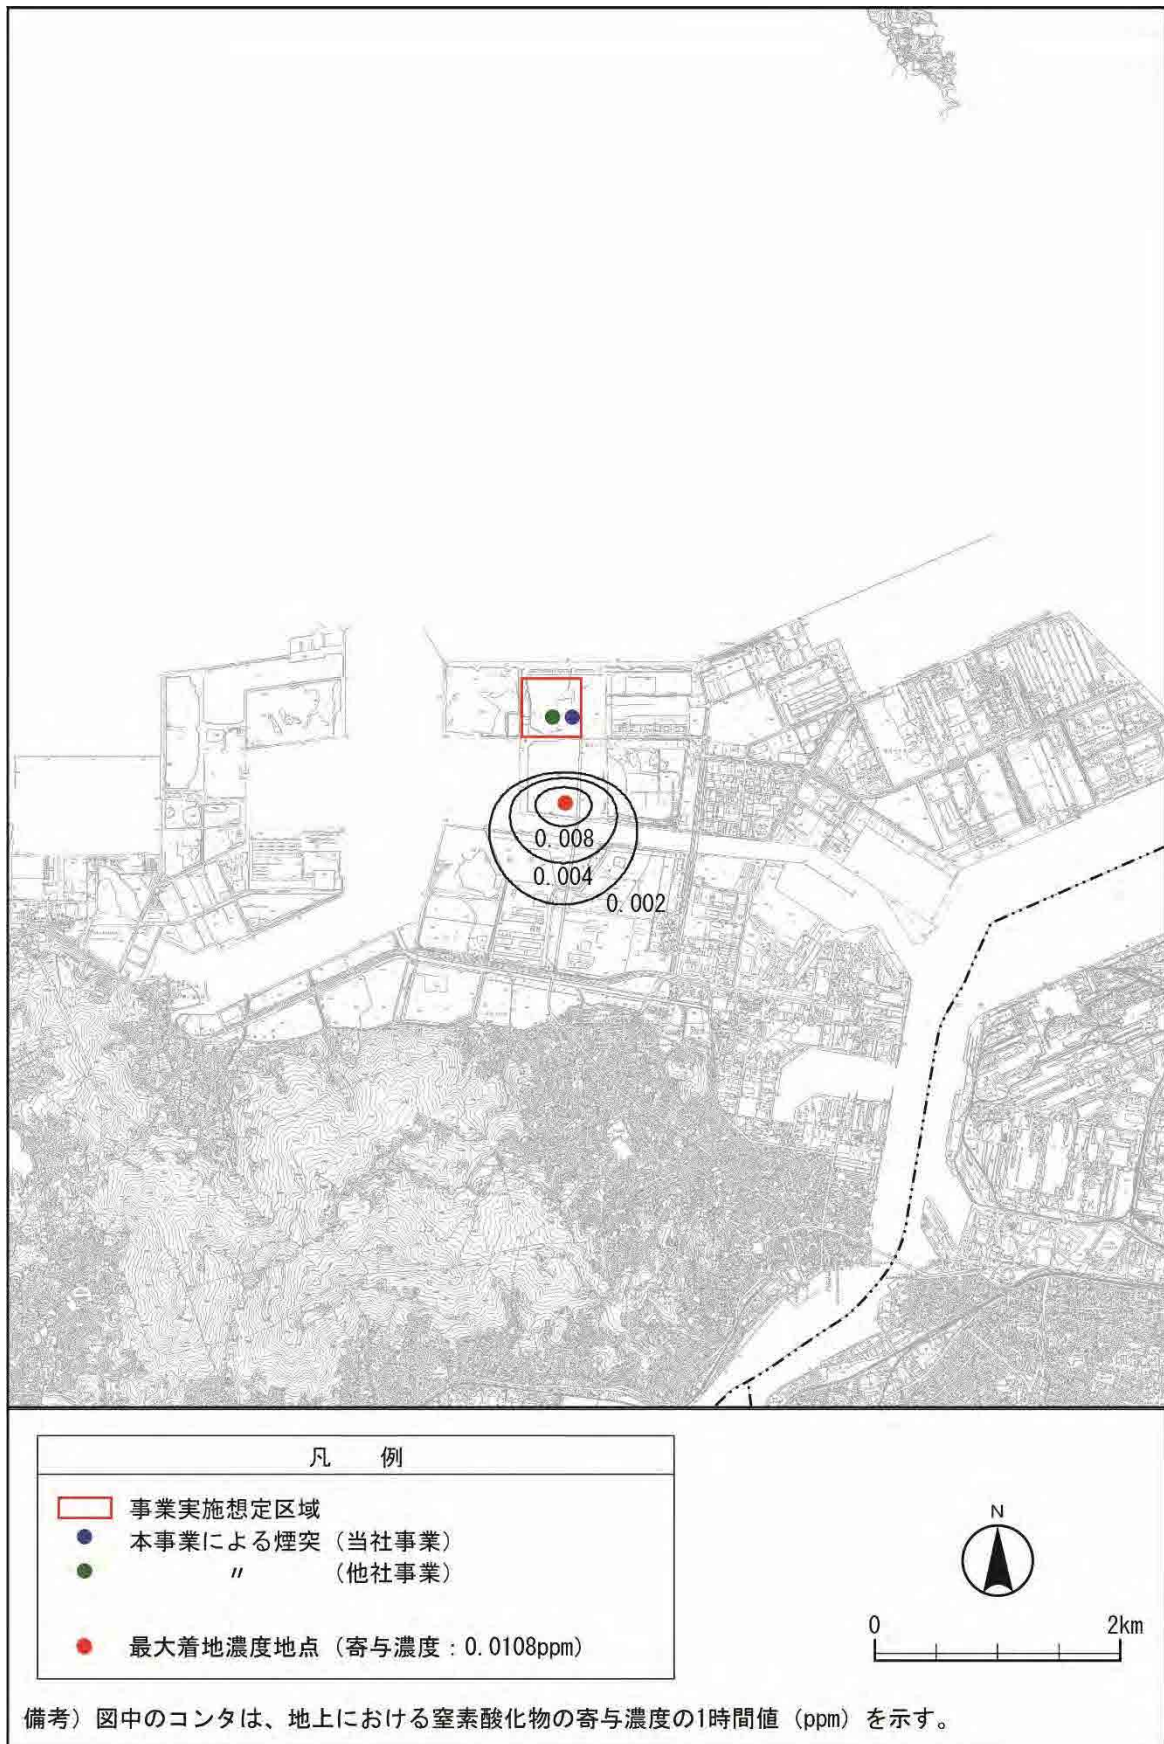 0.008
0.004
0.002
凡 例
事業実施想定区域
本事業による煙突（当社事業）
〃 （他社事業）
最大着地濃度地点（寄与濃度：0.0108ppm）
N
0 2km
備考）図中のコンタは、地上における窒素酸化物の寄与濃度の1時間値（ppm）を示す。